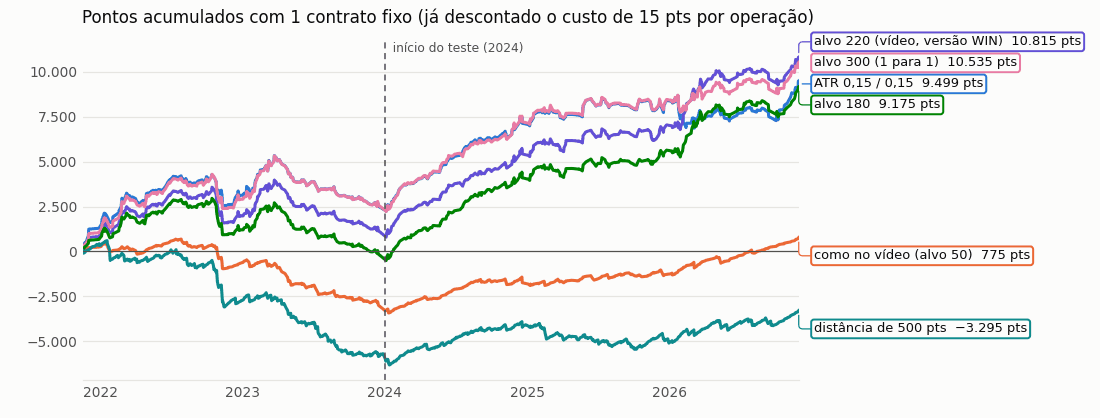 Pontos acumulados com 1 contrato fixo (já descontado o custo de 15 pts por operação)
início do teste (2024)
alvo 220 (vídeo, versão WIN)  10.815 pts
alvo 300 (1 para 1)  10.535 pts
ATR 0,15 / 0,15  9.499 pts
alvo 180  9.175 pts
como no vídeo (alvo 50)  775 pts
distância de 500 pts  −3.295 pts
10.000
7.500
5.000
2.500
0
−2.500
−5.000
2022
2023
2024
2025
2026